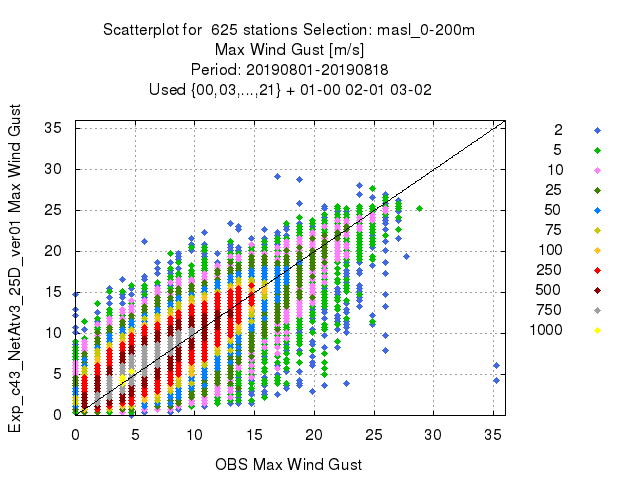 Scatterplot for  625 stations Selection: masl_0-200m
Max Wind Gust [m/s]
Period: 20190801-20190818
Used {00,03,...,21} + 01-00 02-01 03-02
Exp_c43_NetAtv3_25D_ver01 Max Wind Gust
35
30
25
20
15
10
5
0
0 5 10 15 20 25 30 35
OBS Max Wind Gust
2
5
10
25
50
75
100
250
500
750
1000